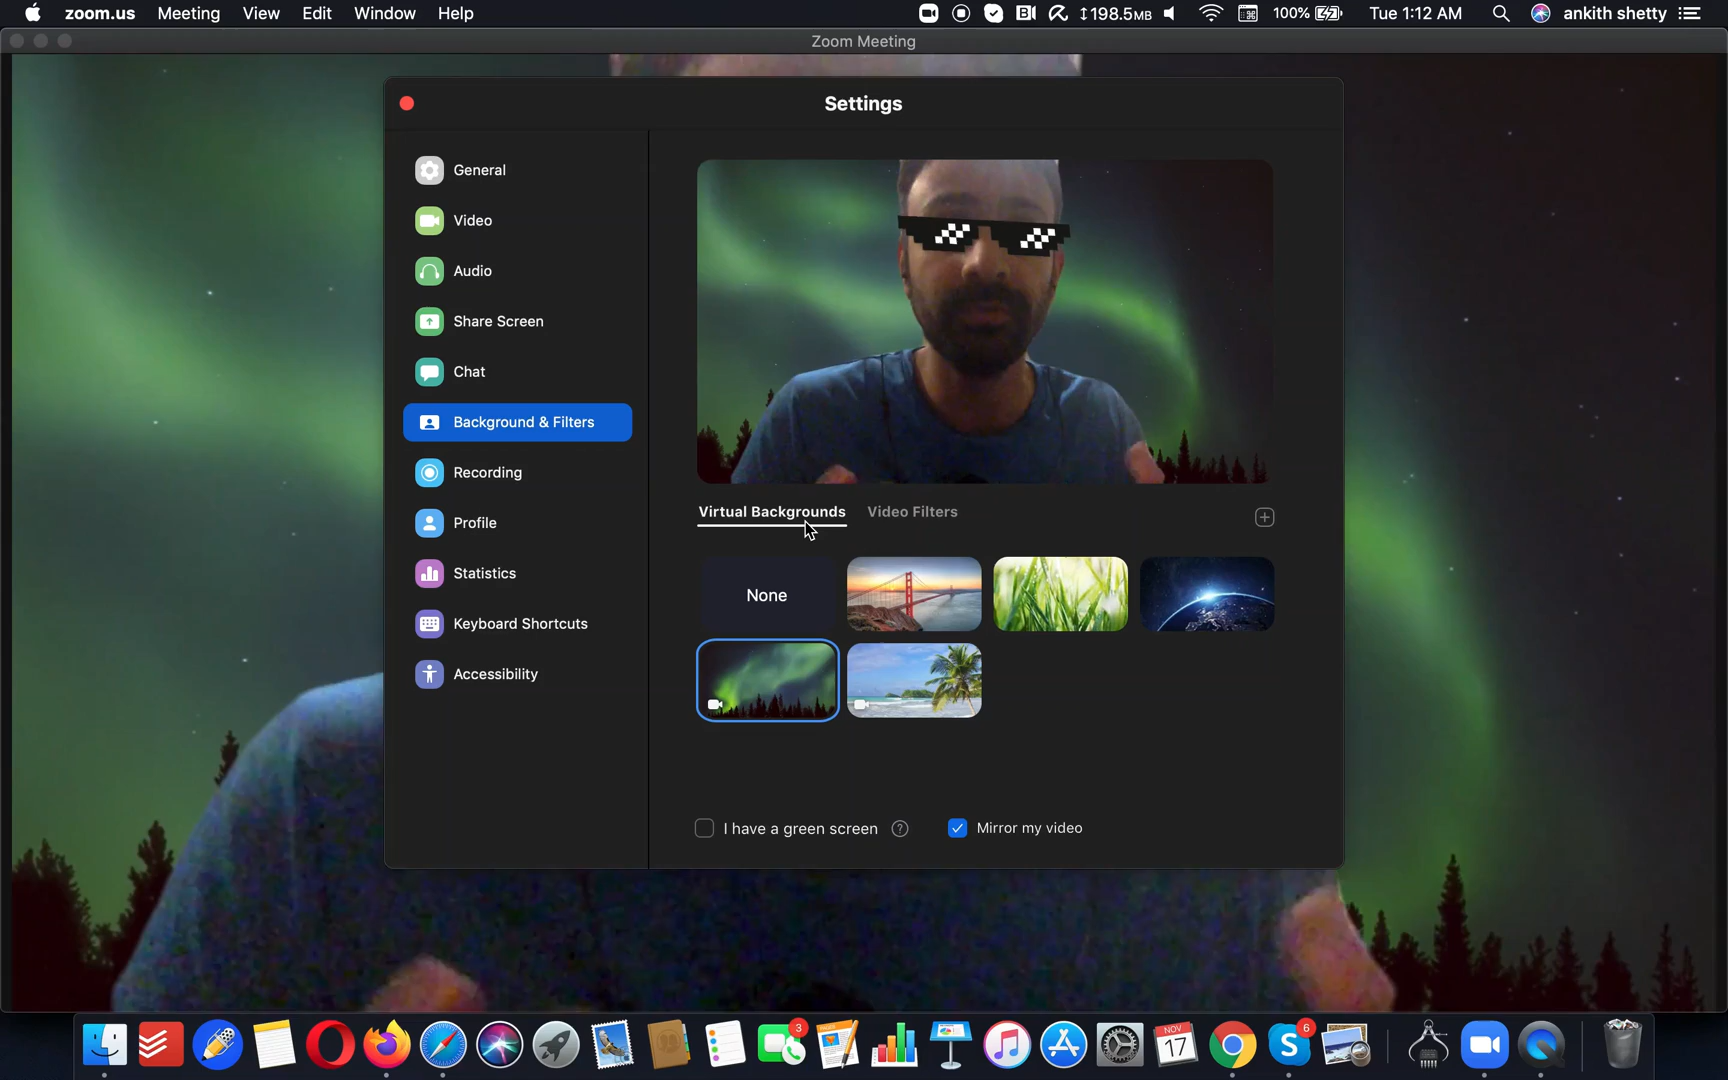 zoom.us Meeting View Edit Window Help 198.5MB 100% Tue 1:12 AM ankith shetty
Zoom Meeting
Settings
General
Video
Audio
Share Screen
Chat
Background & Filters
Recording
Profile
Statistics
Keyboard Shortcuts
Accessibility
Virtual Backgrounds Video Filters
None
I have a green screen ? Mirror my video
3
NOV
17
6